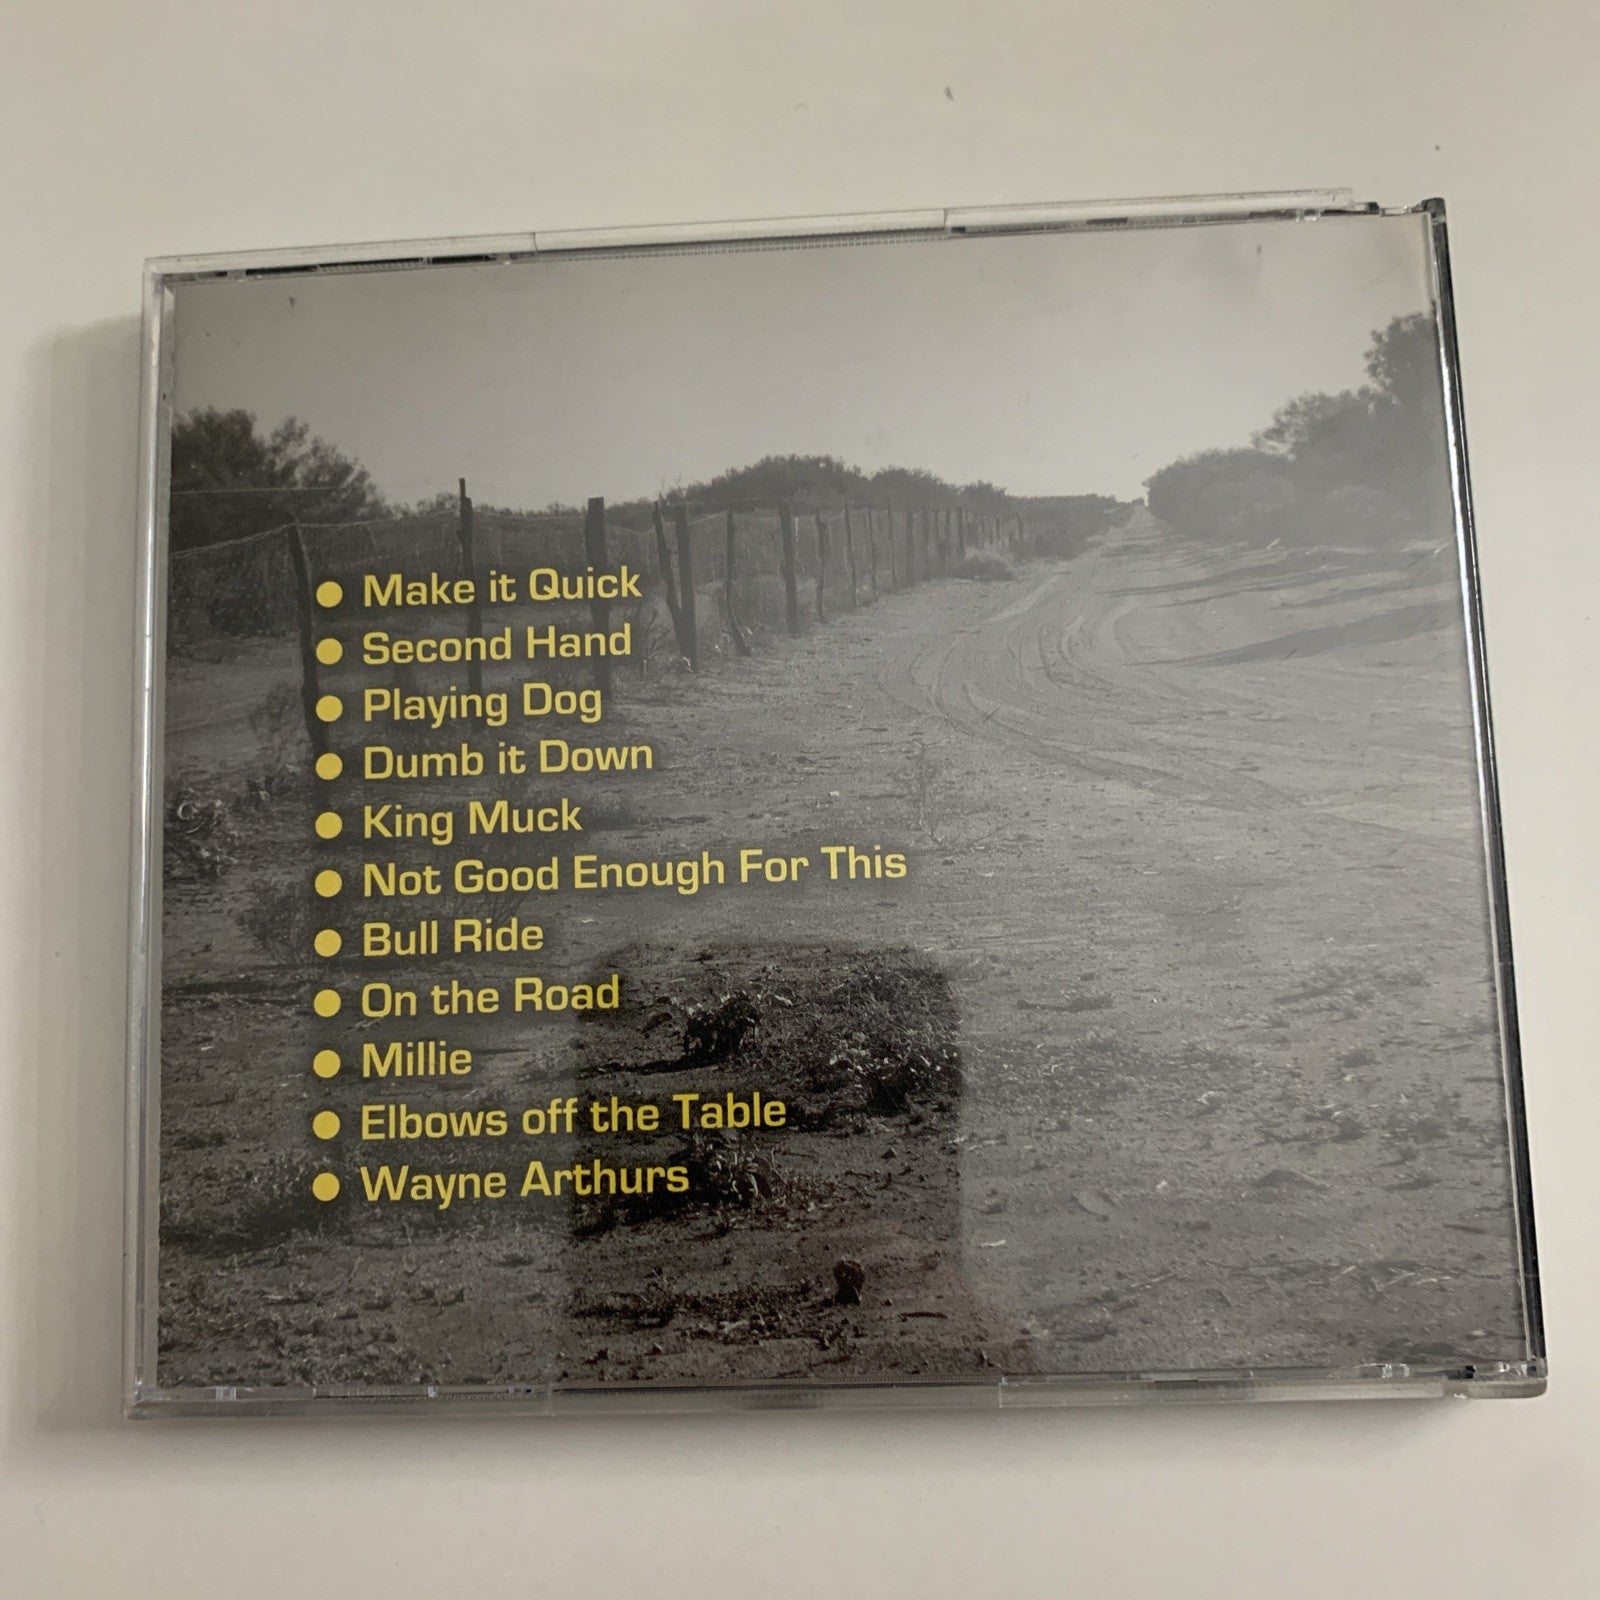 Make it Quick
Second Hand
Playing Dog
Dumb it Down
King Muck
Not Good Enough For This
Bull Ride
On the Road
Millie
Elbows off the Table
Wayne Arthurs